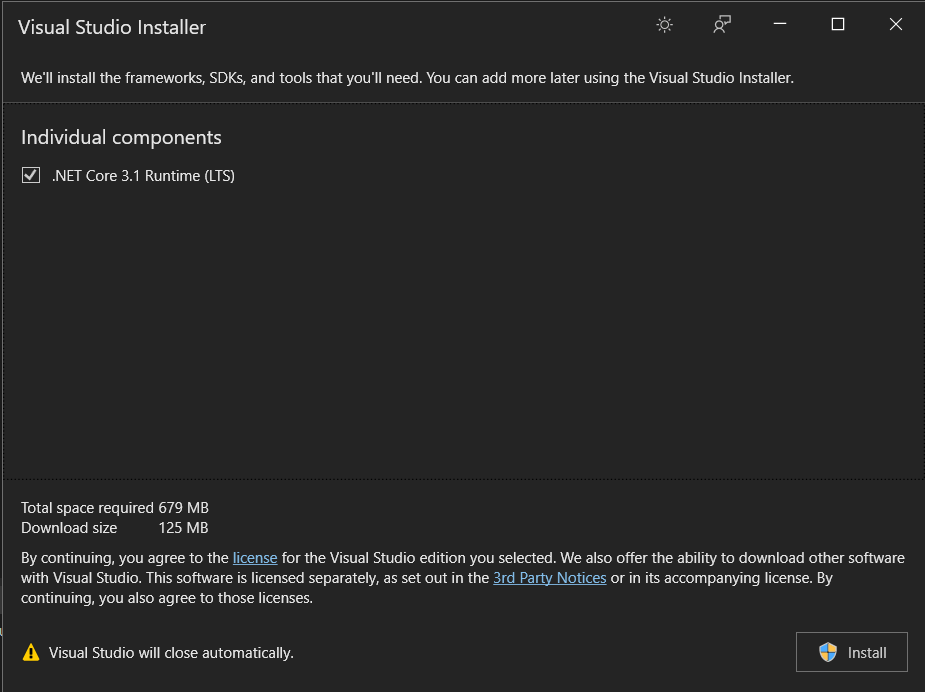 Visual Studio Installer
We'll install the frameworks, SDKs, and tools that you'll need. You can add more later using the Visual Studio Installer.
Individual components
.NET Core 3.1 Runtime (LTS)
Total space required 679 MB
Download size 125 MB
By continuing, you agree to the license for the Visual Studio edition you selected. We also offer the ability to download other software
with Visual Studio. This software is licensed separately, as set out in the 3rd Party Notices or in its accompanying license. By
continuing, you also agree to those licenses.
Visual Studio will close automatically.
Install